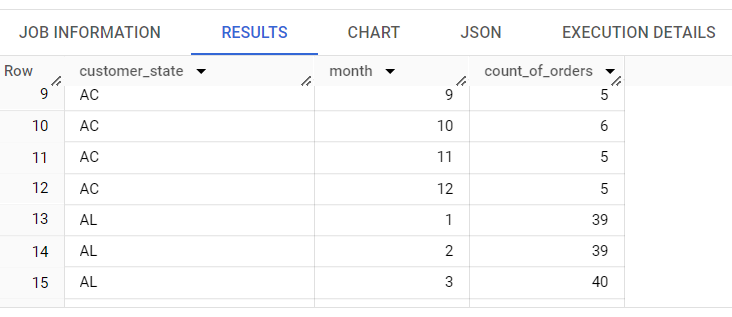 JOB INFORMATION RESULTS CHART JSON EXECUTION DETAILS
Row customer_state month count_of_orders
9 AC 9 5
10 AC 10 6
11 AC 11 5
12 AC 12 5
13 AL 1 39
14 AL 2 39
15 AL 3 40